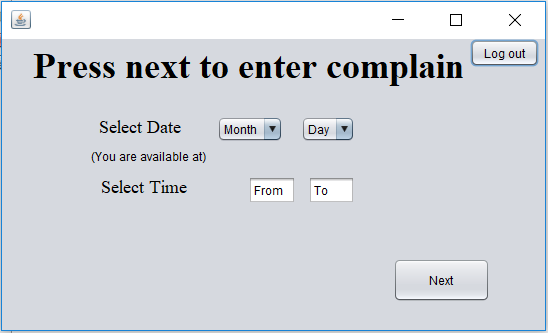 Log out
Press next to enter complain
Select Date Month Day
(You are available at)
Select Time From To
Next